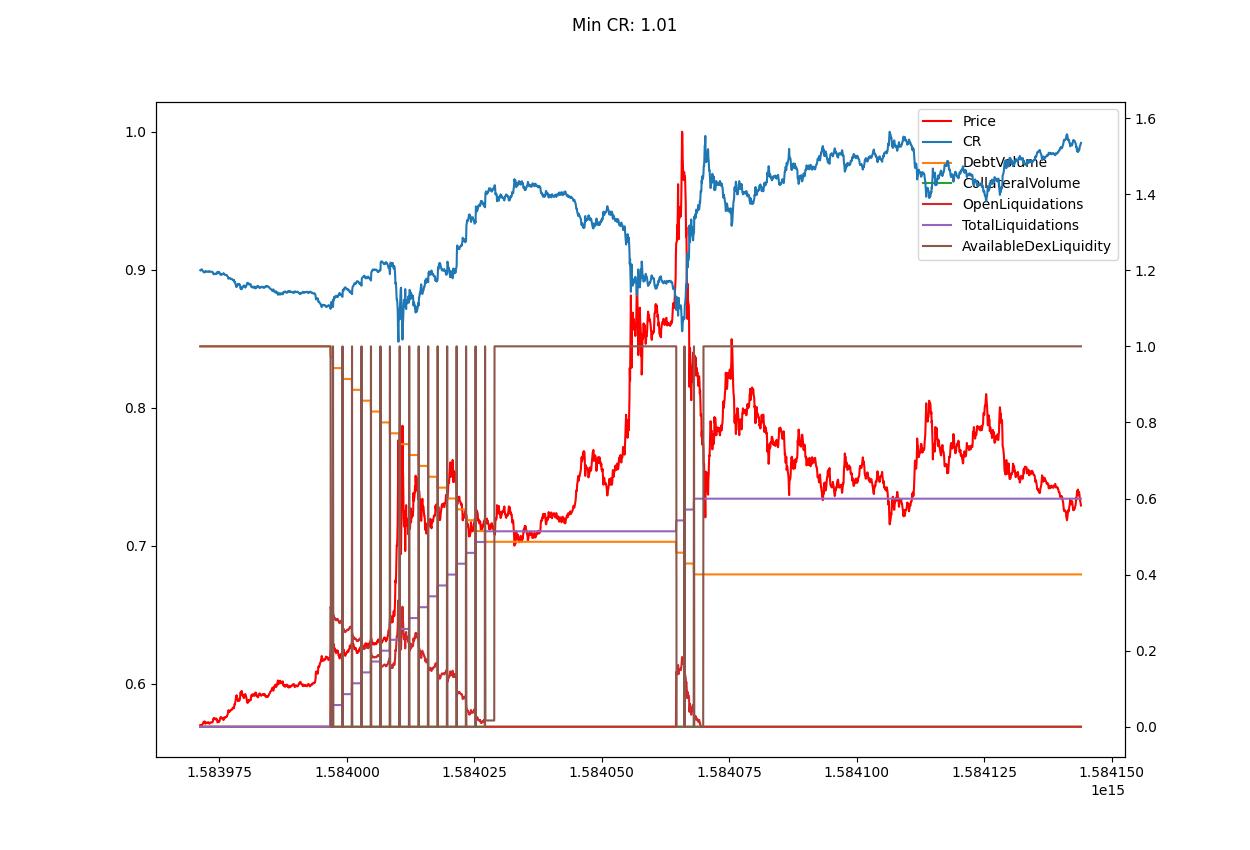 Min CR: 1.01
1.0
0.9
0.8
0.7
0.6
1.6
1.4
1.2
1.0
0.8
0.6
0.4
0.2
0.0
Price
CR
DebtVolume
CollateralVolume
OpenLiquidations
TotalLiquidations
AvailableDexLiquidity
1.583975 1.584000 1.584025 1.584050 1.584075 1.584100 1.584125 1.584150
1e15